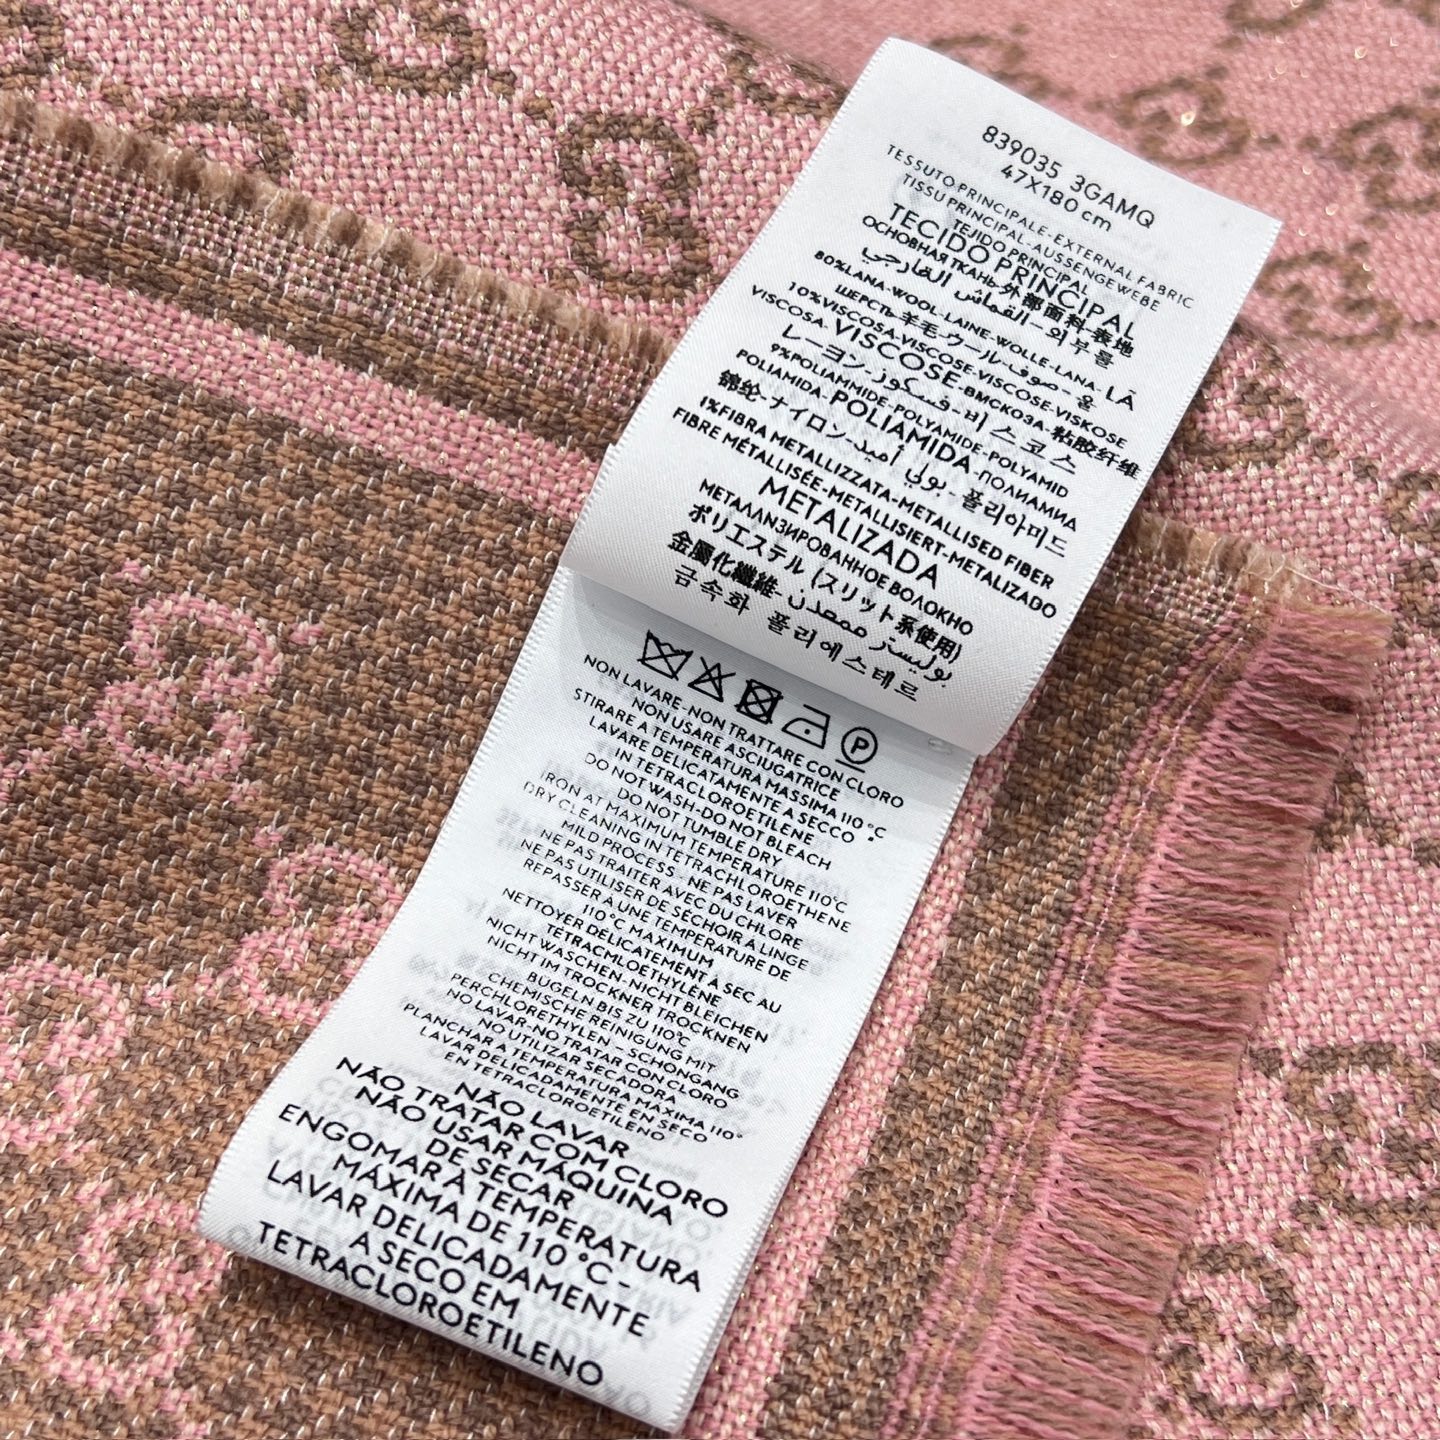 839035 3GAMQ
47X180 cm
TESSUTO PRINCIPALE-EXTERNAL FABRIC
TISSU PRINCIPAL-AUSSENGEWEBE
TEJIDO PRINCIPAL
TECIDO PRINCIPAL
ОСНОВНАЯ ТКАНЬ-外部面料-表地
القماش الخارجي-외부를
80%LANA-WOOL-LAINE-WOLLE-LANA-LÃ
ШЕРСТЬ-羊毛-ウール-صوف-울
10%VISCOSA-VISCOSE-VISCOSE-VISKOSE
VISCOSA-VISCOSE-ВМСКОЗА-粘胶纤维
レーヨン-فسكوز-비스코스
9%POLIAMMIDE-POLYAMIDE-POLYAMID
POLIAMIDA-POLIAMIDA-ПОЛИАМИД
锦纶-ナイロン-بولي أميد-폴리아미드
1%FIBRA METALLIZZATA-METALLISED FIBER
FIBRE MÉTALLISÉE-METALLISIERT-METALIZADO
METALIZADA
МЕТАЛЛИЗИРОВАННОЕ ВОЛОКНО
ポリエステル (スリット系使用)
金屬化纖維-بوليستر ممعدن
금속화 폴리에스테르
P
NON LAVARE-NON TRATTARE CON CLORO
NON USARE ASCIUGATRICE
STIRARE A TEMPERATURA MASSIMA 110 °C
LAVARE DELICATAMENTE A SECCO
IN TETRACLOROETILENE
DO NOT WASH-DO NOT BLEACH
DO NOT TUMBLE DRY
IRON AT MAXIMUM TEMPERATURE 110°C
DRY CLEANING IN TETRACHLOROETHENE
MILD PROCESS - NE PAS LAVER
NE PAS TRAITER AVEC DU CHLORE
NE PAS UTILISER DE SÉCHOIR A LINGE
REPASSER À UNE TEMPERATURE DE
110°C MAXIMUM
NETTOYER DÉLICATEMENT À SEC AU
TÉTRACMLOETHYLÈNE
NICHT WASCHEN-NICHT BLEICHEN
NICHT IM TROCKNER TROCKNEN
BÜGELN BIS ZU 110°C
CHEMISCHE REINIGUNG MIT
PERCHLORETHYLEN - SCHONGANG
NO LAVAR-NO TRATAR CON CLORO
NO UTILIZAR SECADORA
PLANCHAR A TEMPERATURA MÁXIMA 110°
LAVAR DELICADAMENTE EN SECO
EN TETRACLOROETILENO
NÃO LAVAR
NÃO TRATAR COM CLORO
NÃO USAR MÁQUINA
DE SECAR
ENGOMAR A TEMPERATURA
MÁXIMA DE 110 °C -
LAVAR DELICADAMENTE
A SECO EM
TETRACLOROETILENO